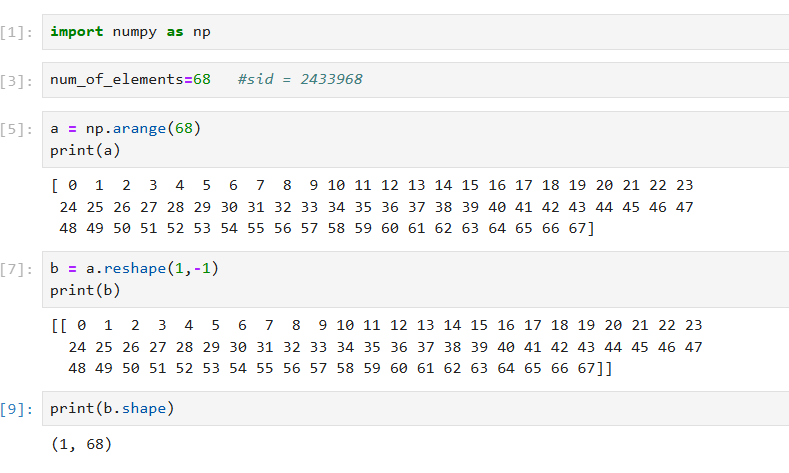 [1]: import numpy as np
[3]: num_of_elements=68   #sid = 2433968
[5]: a = np.arange(68)
print(a)
[ 0  1  2  3  4  5  6  7  8  9 10 11 12 13 14 15 16 17 18 19 20 21 22 23
 24 25 26 27 28 29 30 31 32 33 34 35 36 37 38 39 40 41 42 43 44 45 46 47
 48 49 50 51 52 53 54 55 56 57 58 59 60 61 62 63 64 65 66 67]
[7]: b = a.reshape(1,-1)
print(b)
[[ 0  1  2  3  4  5  6  7  8  9 10 11 12 13 14 15 16 17 18 19 20 21 22 23
  24 25 26 27 28 29 30 31 32 33 34 35 36 37 38 39 40 41 42 43 44 45 46 47
  48 49 50 51 52 53 54 55 56 57 58 59 60 61 62 63 64 65 66 67]]
[9]: print(b.shape)
(1, 68)